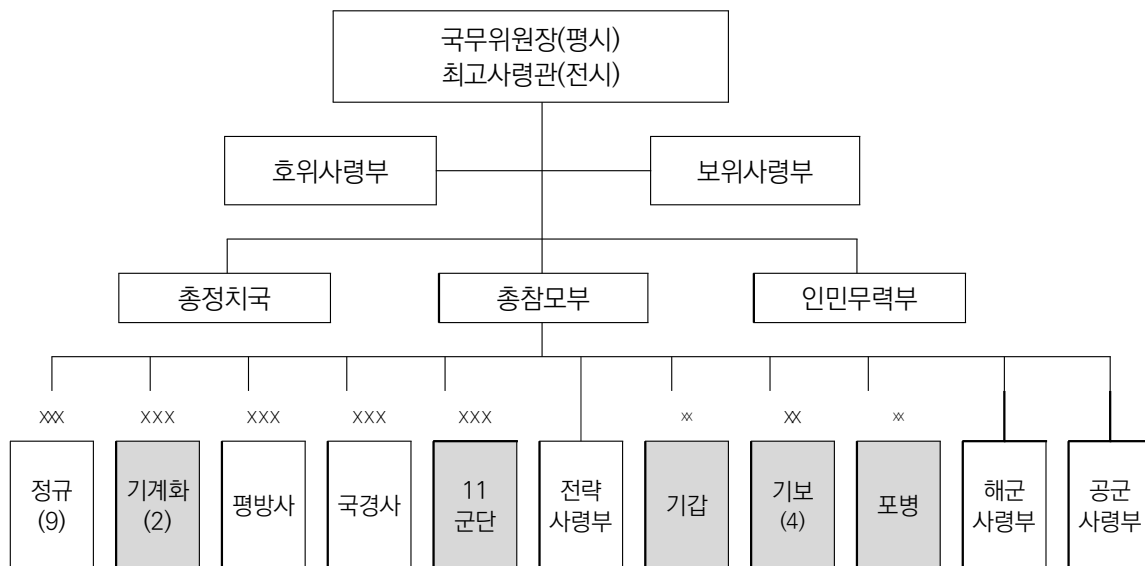 국무위원장(평시)
최고사령관(전시)
호위사령부 보위사령부
총정치국 총참모부 인민무력부
XXX XXX XXX XXX XXX XX XX XX
정규
(9)
기계화
(2)
평방사
국경사
11
군단
전략
사령부
기갑
기보
(4)
포병
해군
사령부
공군
사령부